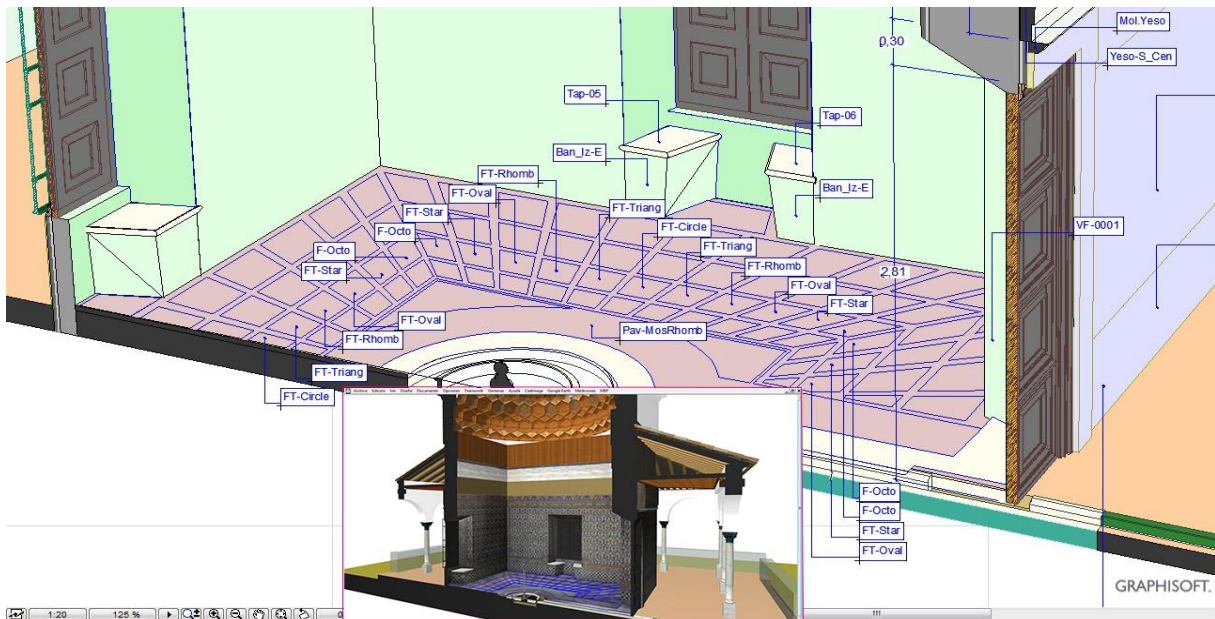 Mol.Yeso
0,30
Yeso-S_Cen
Tap-05
Tap-06
Ban_Iz-E
FT-Rhomb
FT-Oval
Ban_Iz-E
FT-Star
FT-Triang
F-Octo
FT-Circle
VF-0001
F-Octo
FT-Triang
FT-Star
FT-Rhomb
2,81
FT-Oval
FT-Star
FT-Oval
Pav-MosRhomb
FT-Rhomb
FT-Triang
FT-Circle
F-Octo
F-Octo
FT-Star
FT-Oval
GRAPHISOFT.
1:20
125 %